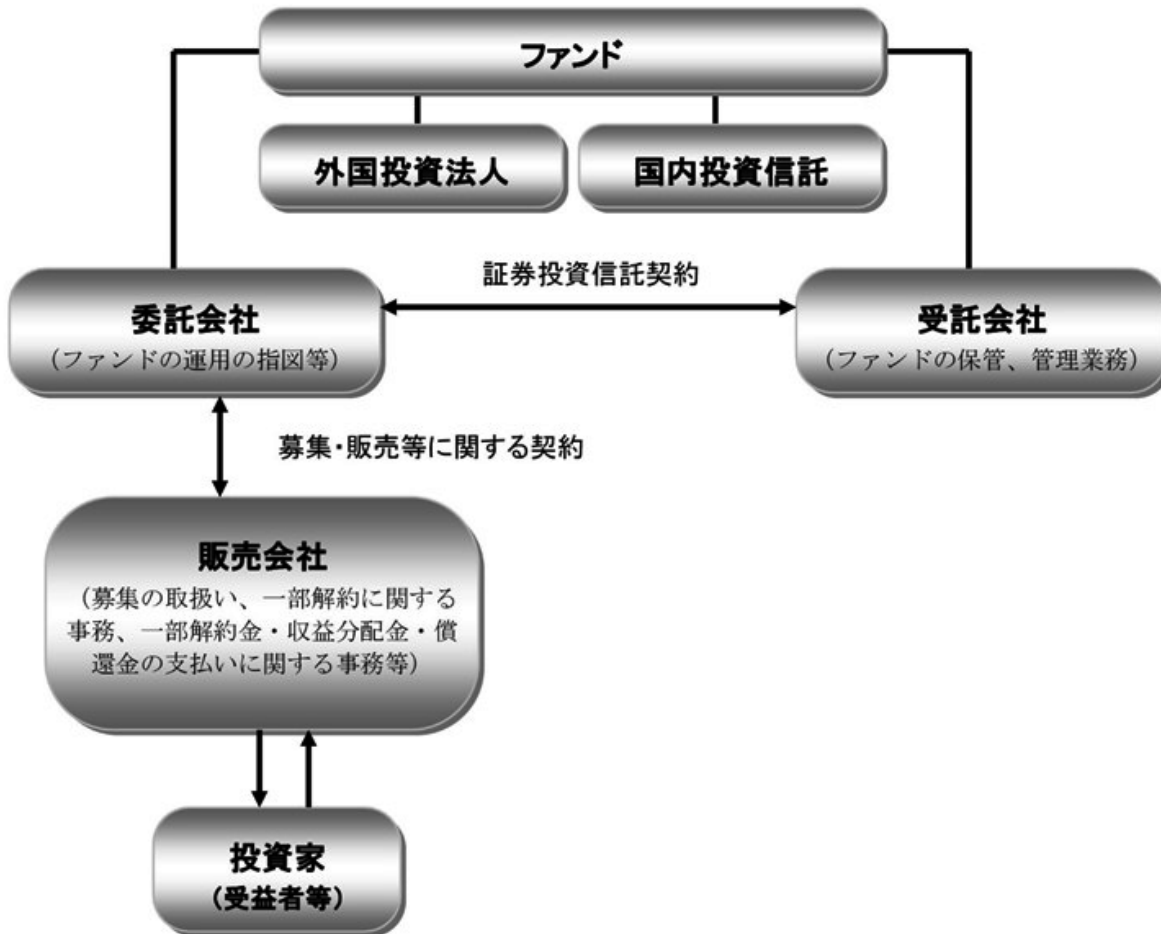 ファンド
外国投資法人
国内投資信託
証券投資信託契約
委託会社
（ファンドの運用の指図等）
受託会社
（ファンドの保管、管理業務）
募集・販売等に関する契約
販売会社
（募集の取扱い、一部解約に関する
事務、一部解約金・収益分配金・償
還金の支払いに関する事務等）
投資家
（受益者等）